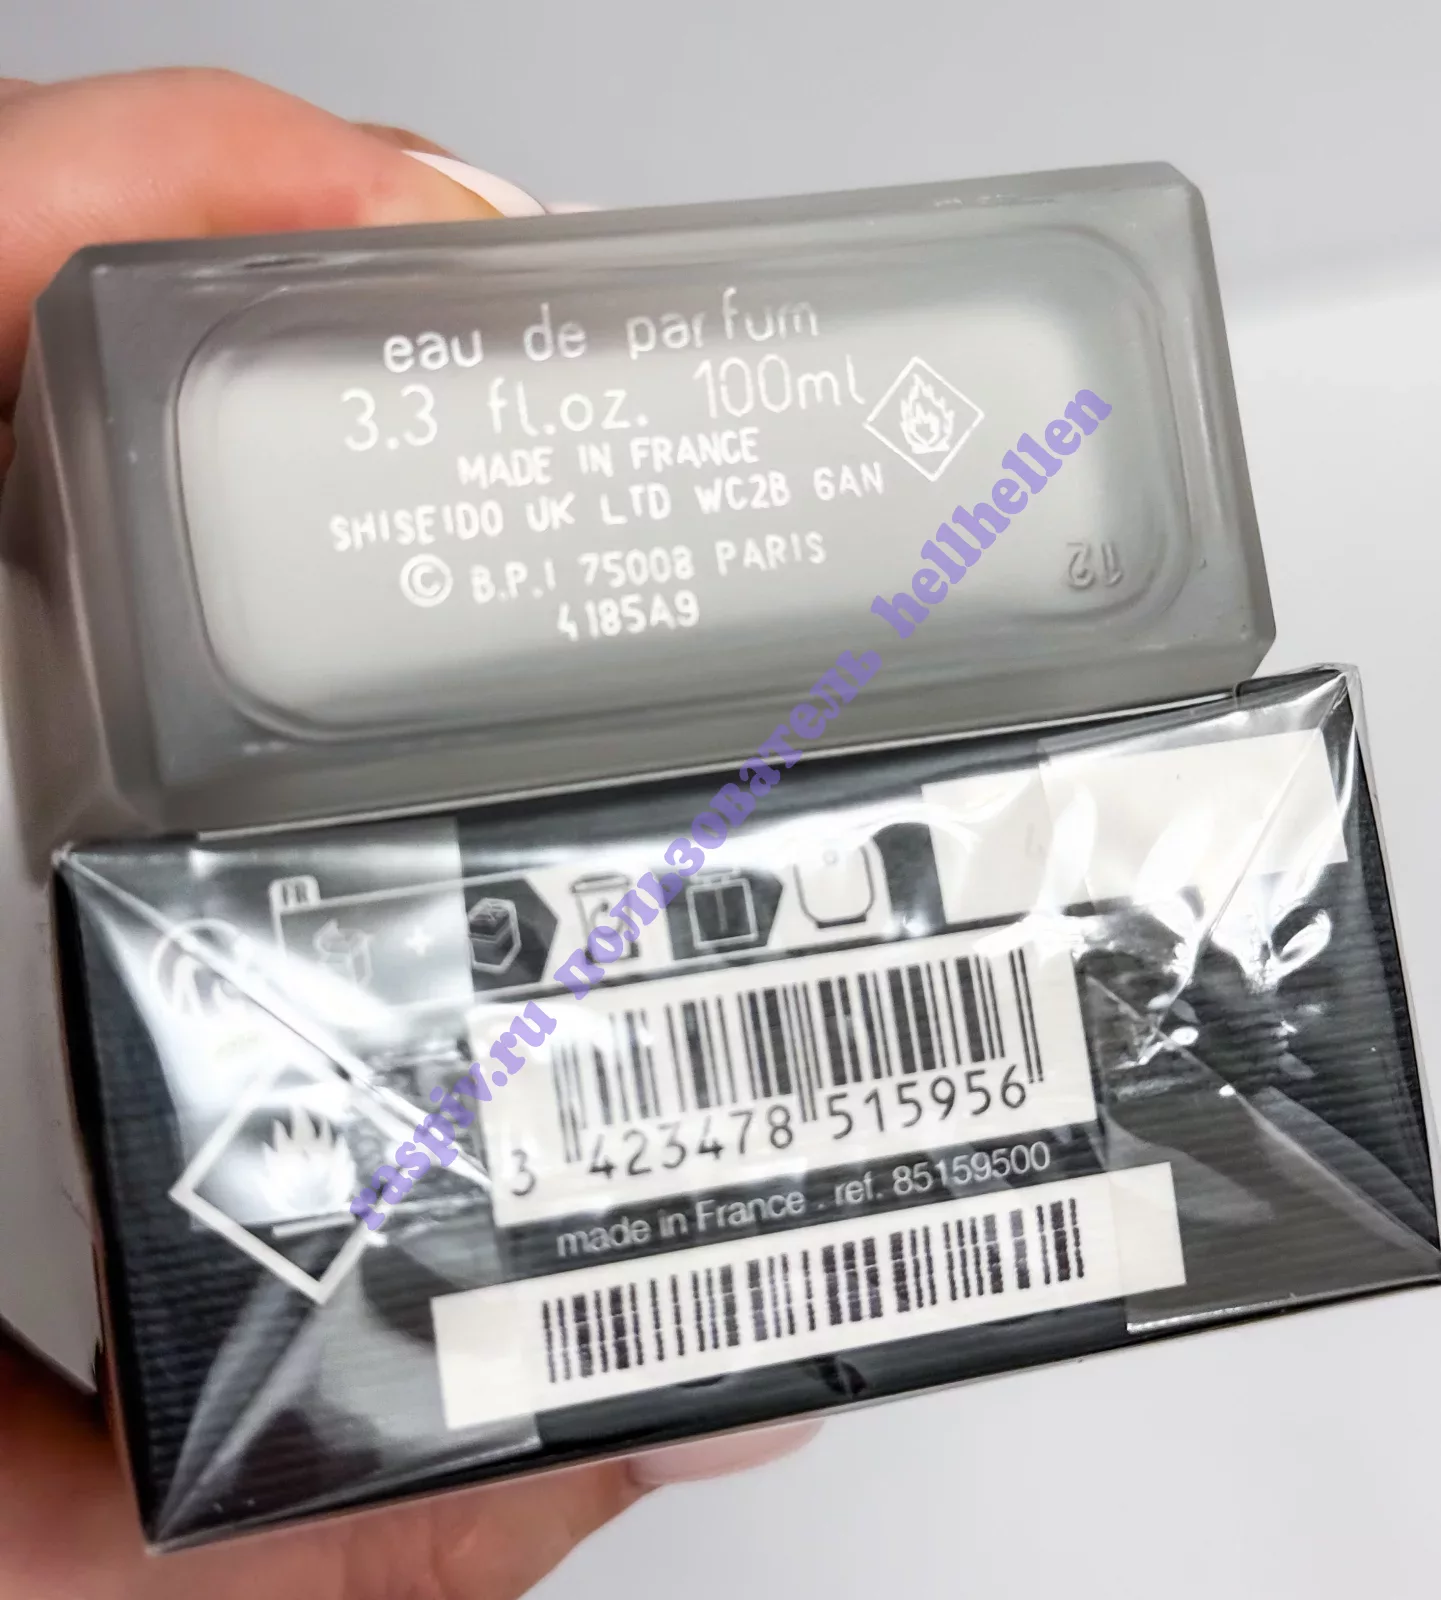 eau de parfum
3.3 fl.oz. 100ml
MADE IN FRANCE
SHISEIDO UK LTD WC2B 6AN
© B.P.I 75008 PARIS
4185A9
12
3 423478 515956
made in France . ref. 85159500
raspiv.ru пользователь hellhellen